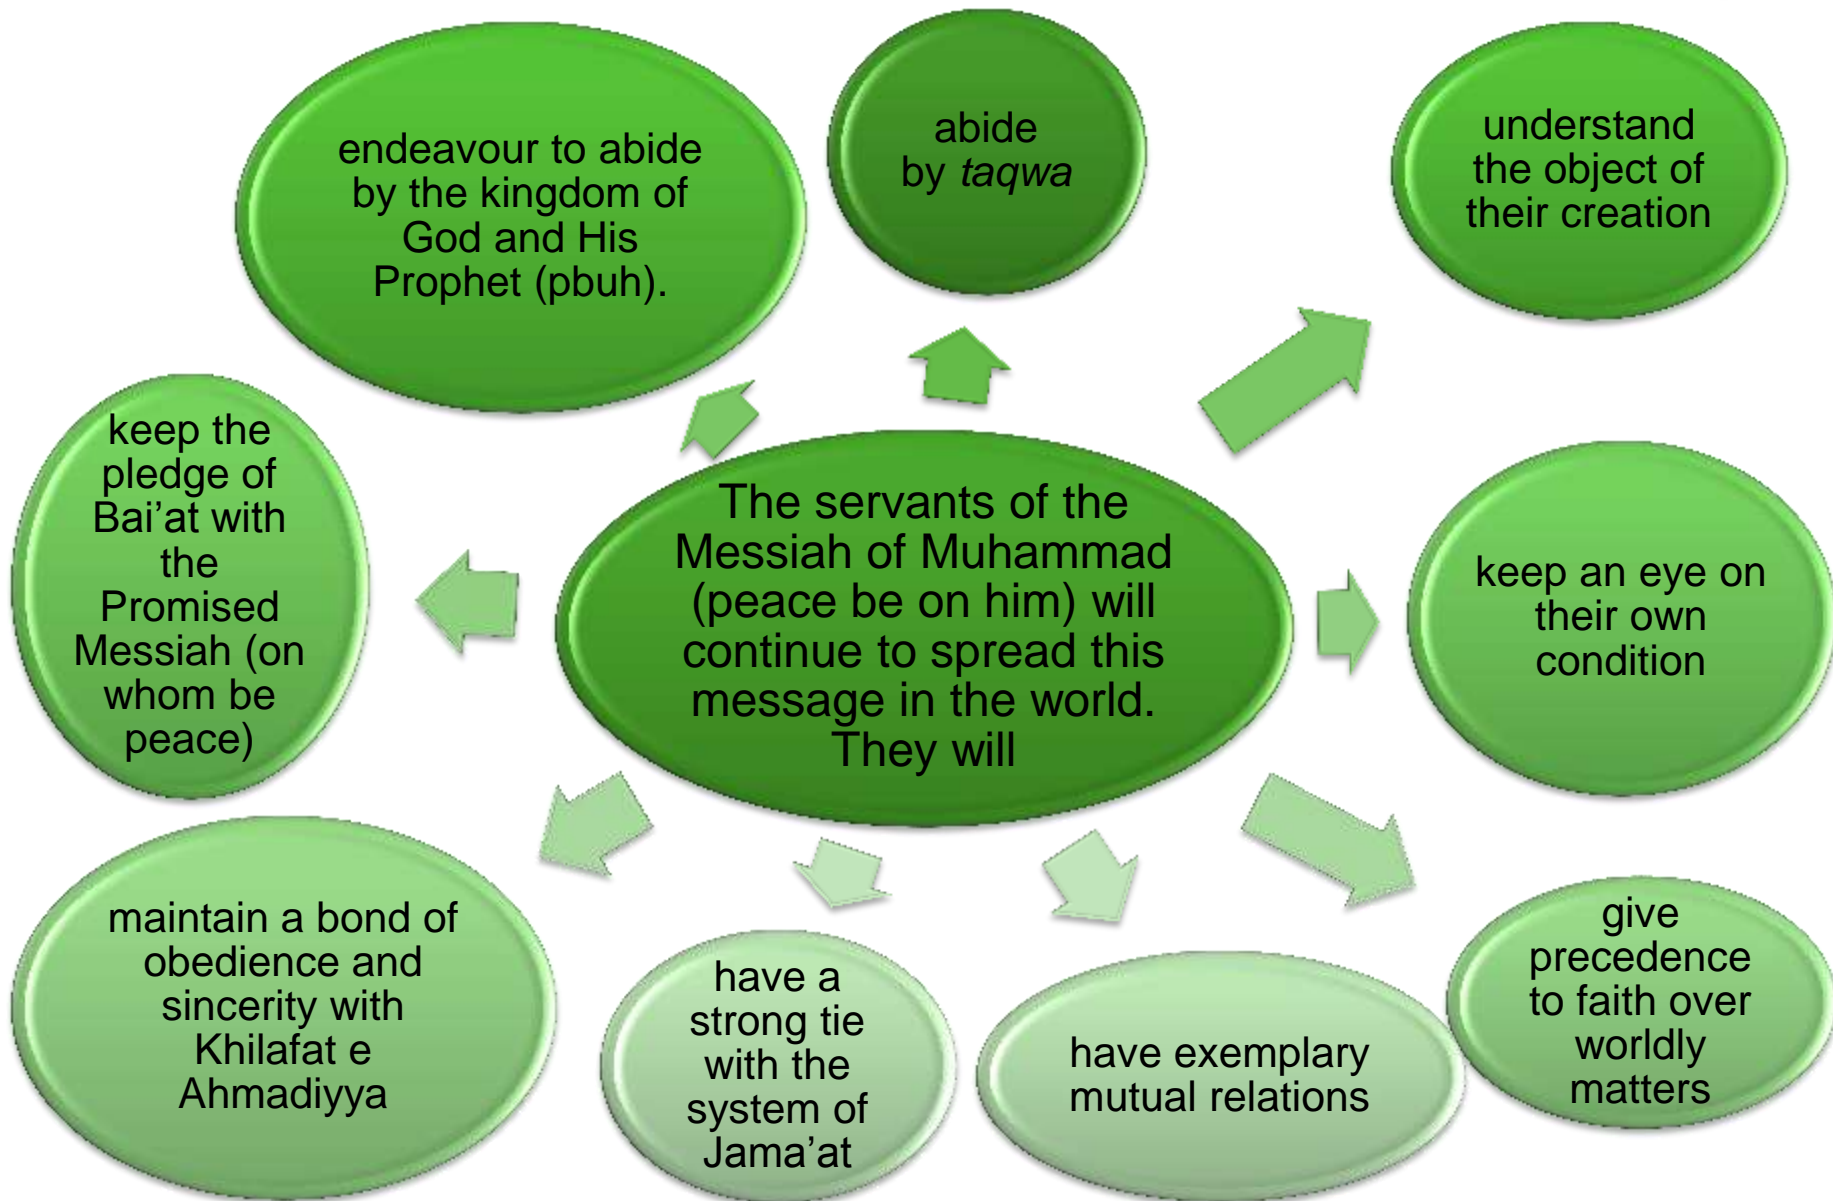 The servants of the
Messiah of Muhammad
(peace be on him) will
continue to spread this
message in the world.
They will
abide
by taqwa
understand
the object of
their creation
keep an eye on
their own
condition
give
precedence
to faith over
worldly
matters
have exemplary
mutual relations
have a
strong tie
with the
system of
Jama’at
maintain a bond of
obedience and
sincerity with
Khilafat e
Ahmadiyya
keep the
pledge of
Bai’at with
the
Promised
Messiah (on
whom be
peace)
endeavour to abide
by the kingdom of
God and His
Prophet (pbuh).